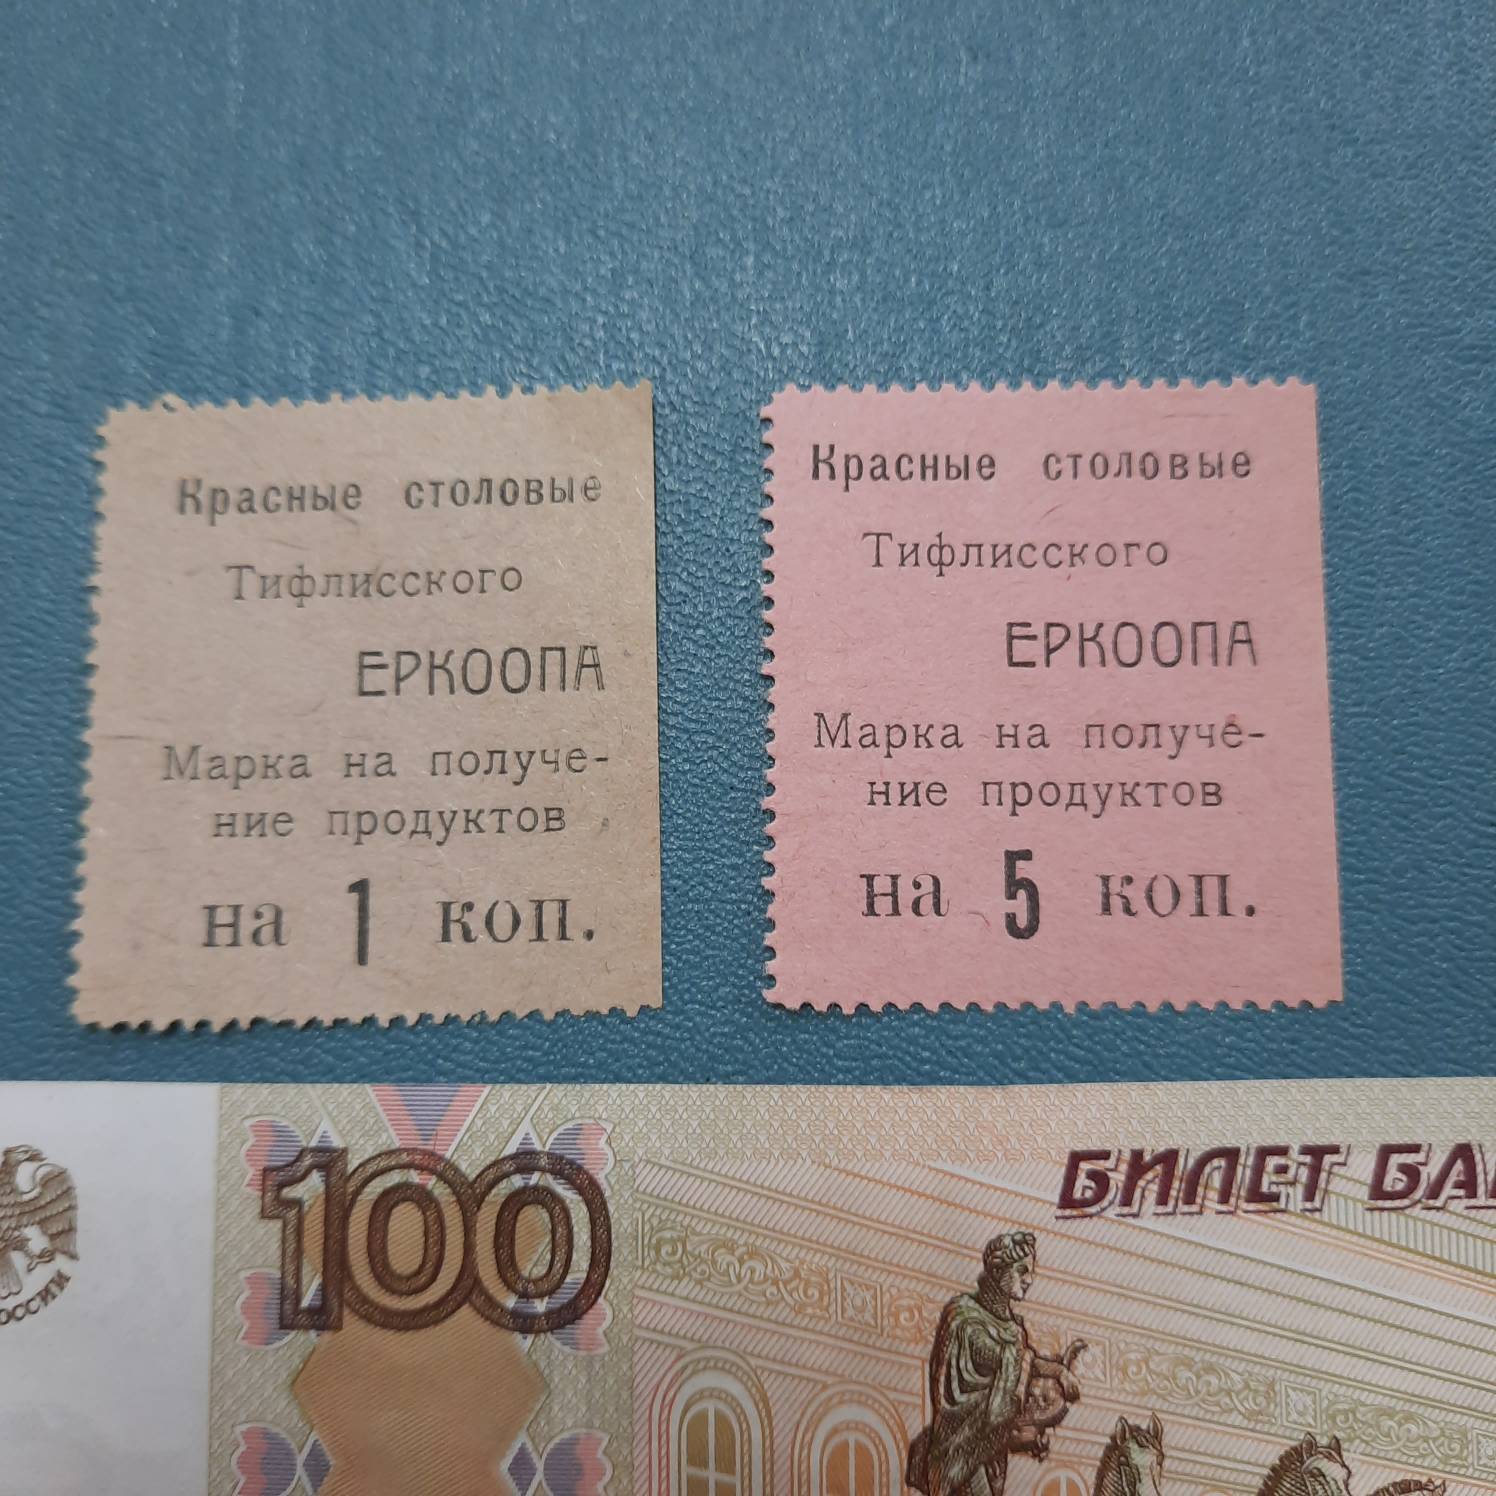 Красные столовые
Тифлисского
ЕРКООПА
Марка на получе-
ние продуктов
на 1 коп.
Красные столовые
Тифлисского
ЕРКООПА
Марка на получе-
ние продуктов
на 5 коп.
100
БИЛЕТ